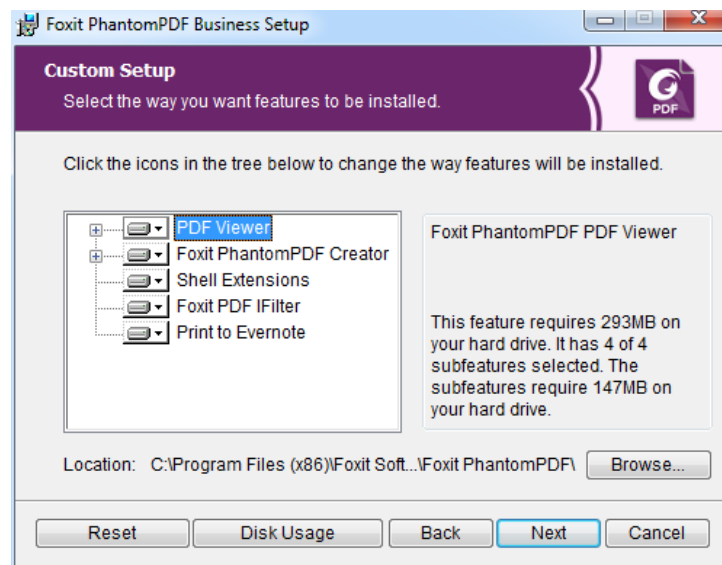 Foxit PhantomPDF Business Setup
Custom Setup
Select the way you want features to be installed.
PDF
Click the icons in the tree below to change the way features will be installed.
PDF Viewer
Foxit PhantomPDF Creator
Shell Extensions
Foxit PDF IFilter
Print to Evernote
Foxit PhantomPDF PDF Viewer
This feature requires 293MB on
your hard drive. It has 4 of 4
subfeatures selected. The
subfeatures require 147MB on
your hard drive.
Location: C:\Program Files (x86)\Foxit Soft...\Foxit PhantomPDF\ Browse...
Reset Disk Usage Back Next Cancel